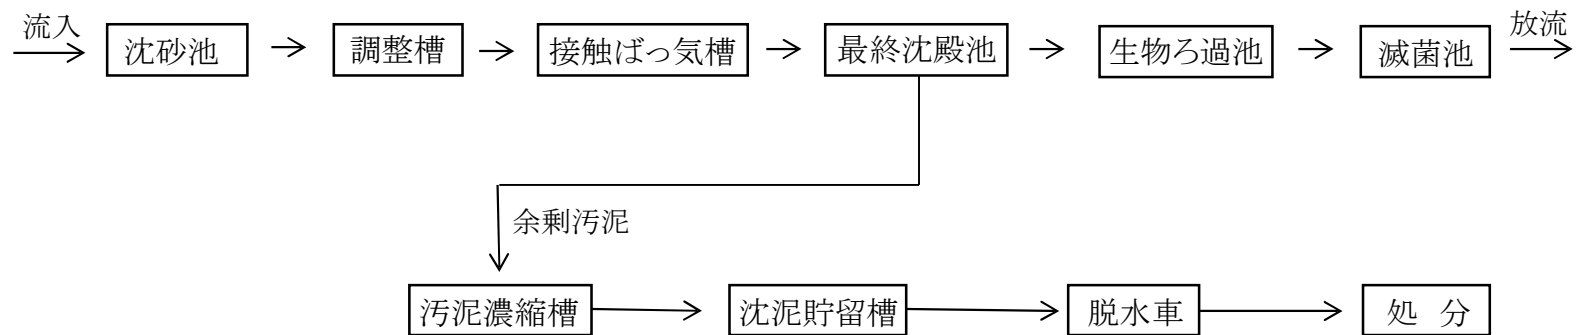 流入
沈砂池
調整槽
接触ばっ気槽
最終沈殿池
生物ろ過池
滅菌池
放流
余剰汚泥
汚泥濃縮槽
沈泥貯留槽
脱水車
処 分